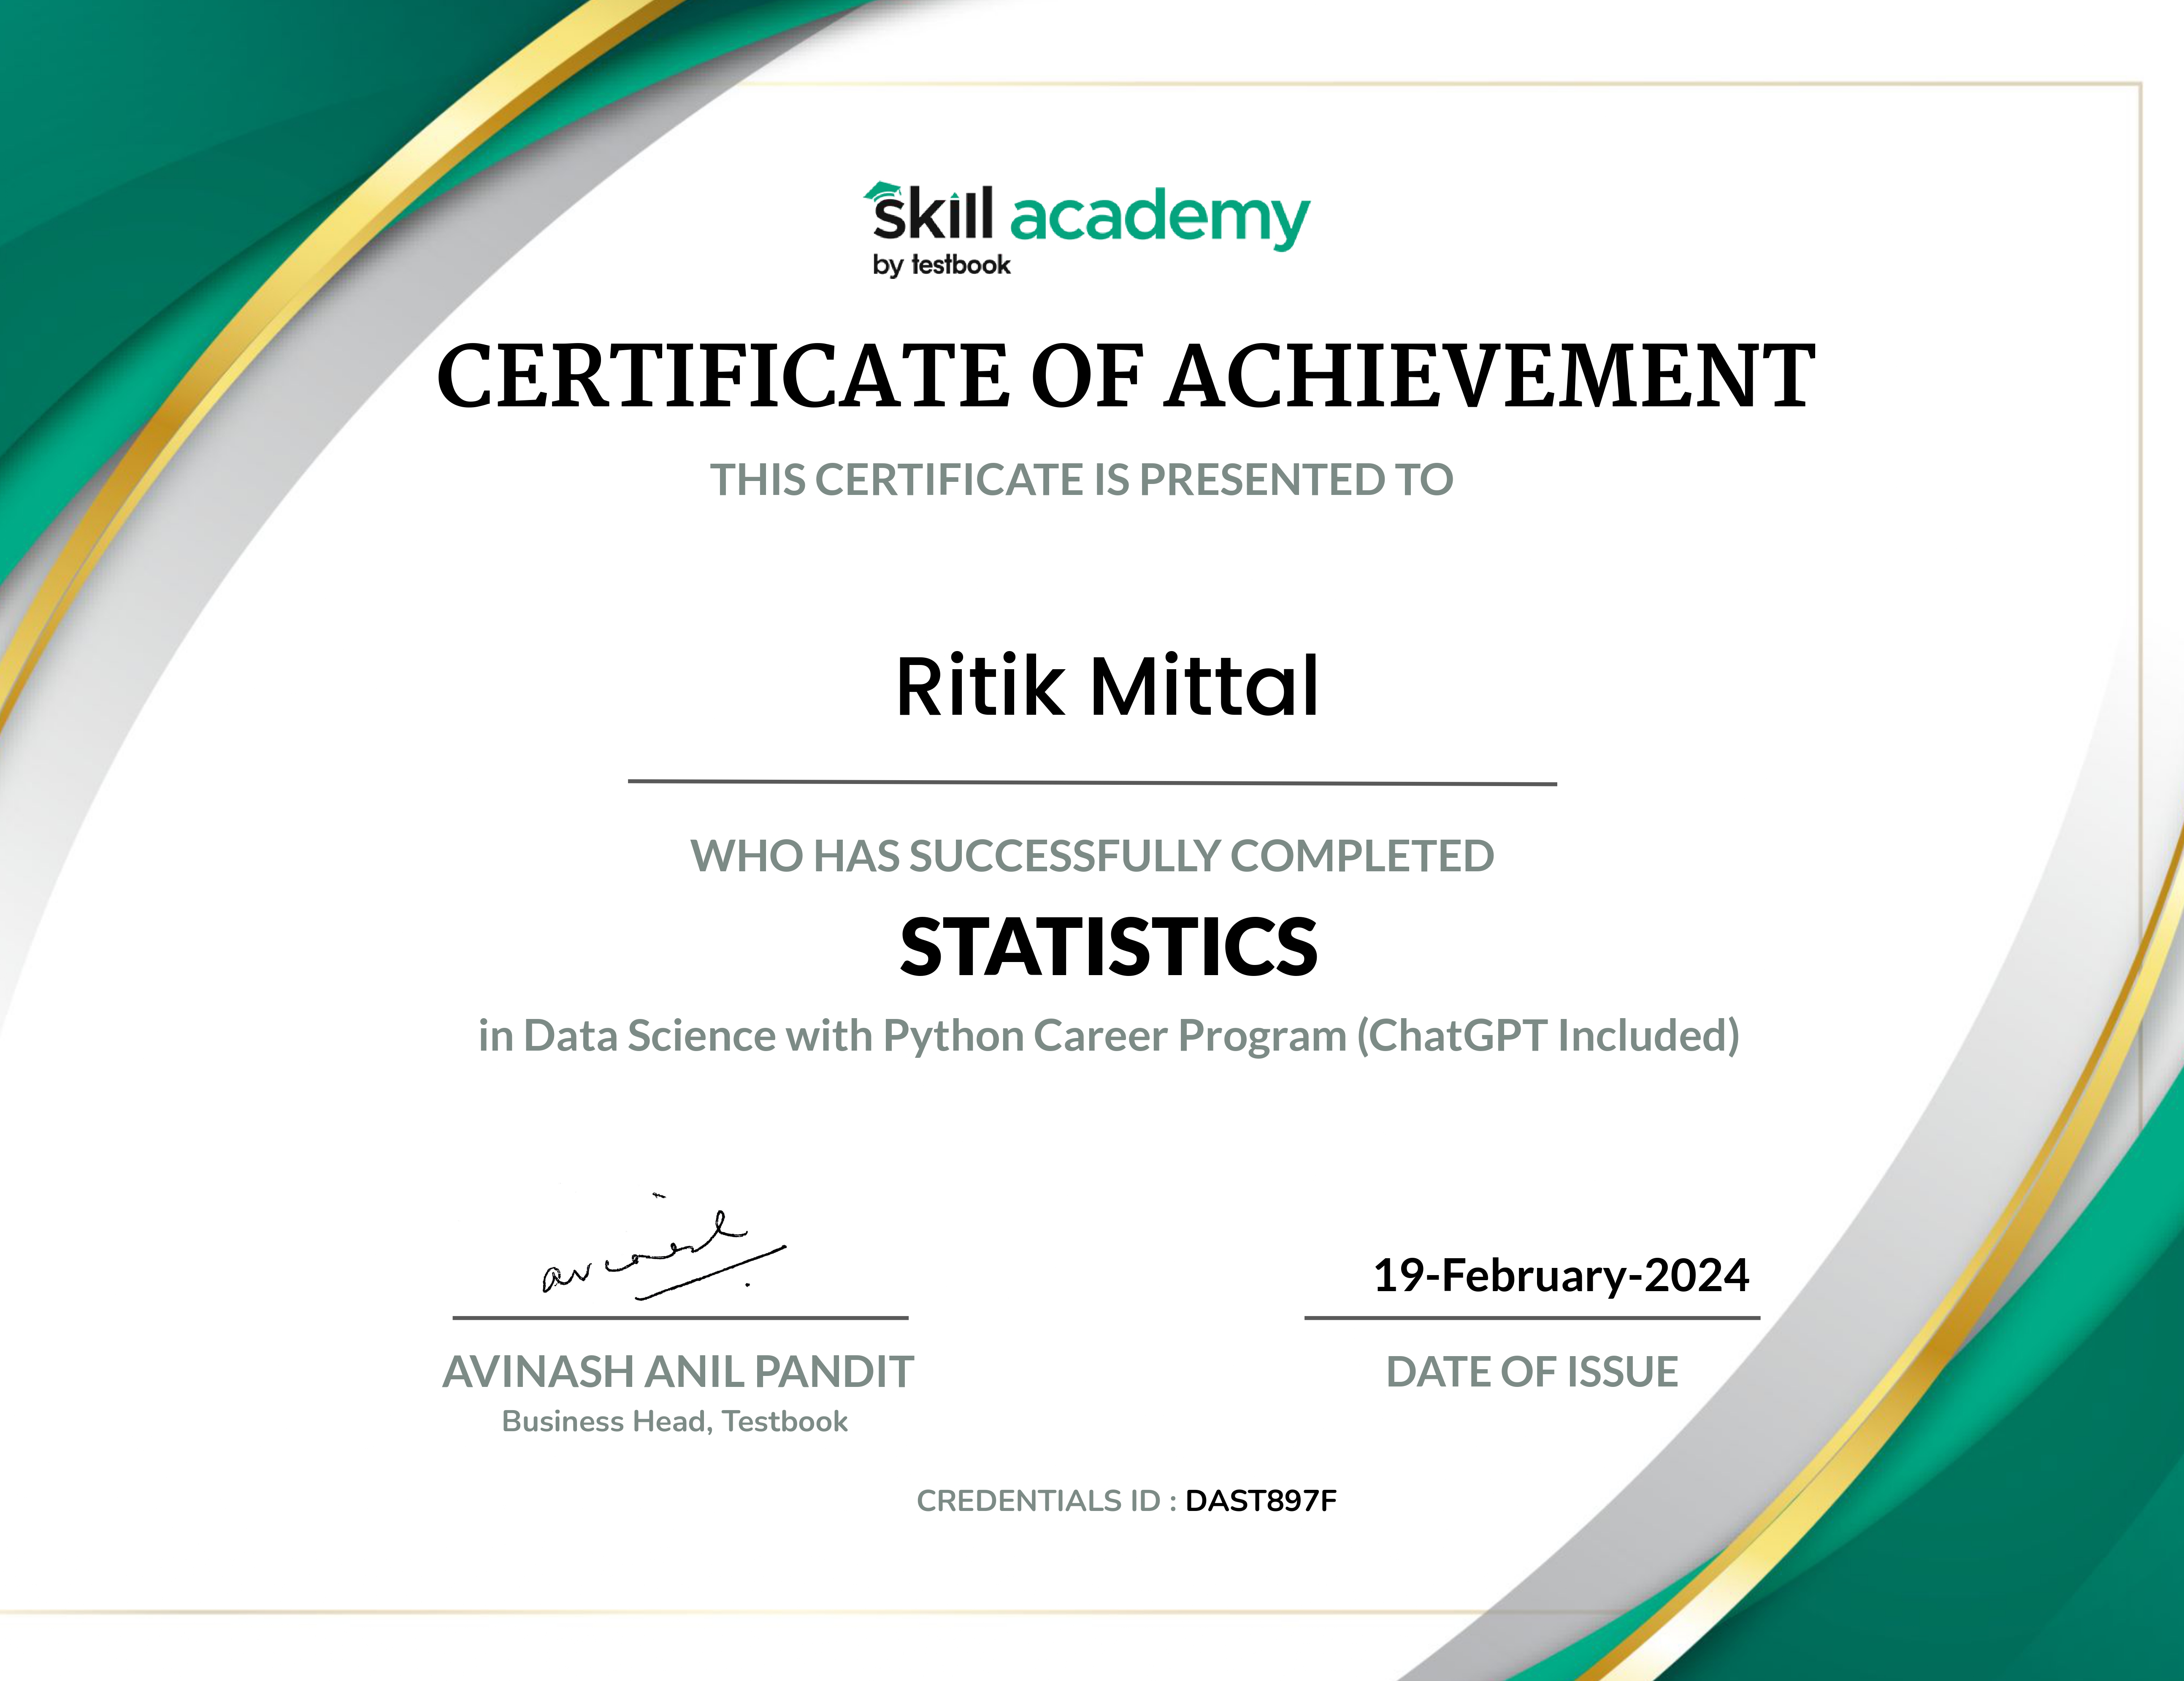 skill academy
by testbook
CERTIFICATE OF ACHIEVEMENT
THIS CERTIFICATE IS PRESENTED TO
Ritik Mittal
WHO HAS SUCCESSFULLY COMPLETED
STATISTICS
in Data Science with Python Career Program (ChatGPT Included)
19-February-2024
AVINASH ANIL PANDIT
DATE OF ISSUE
Business Head, Testbook
CREDENTIALS ID : DAST897F